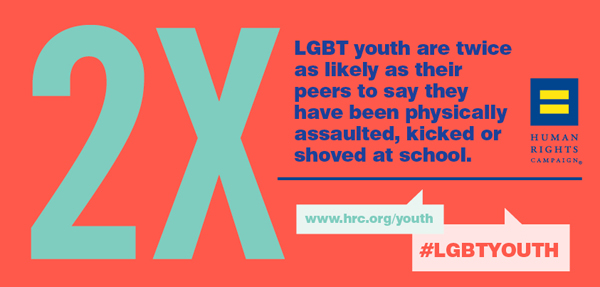 2X
LGBT youth are twice
as likely as their
peers to say they
have been physically
assaulted, kicked or
shoved at school.
HUMAN
RIGHTS
CAMPAIGN®
www.hrc.org/youth
#LGBTYOUTH